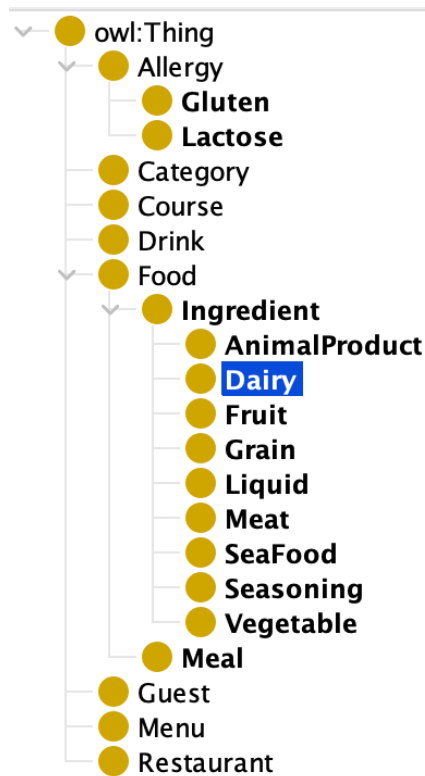 owl:Thing
Allergy
Gluten
Lactose
Category
Course
Drink
Food
Ingredient
AnimalProduct
Dairy
Fruit
Grain
Liquid
Meat
SeaFood
Seasoning
Vegetable
Meal
Guest
Menu
Restaurant